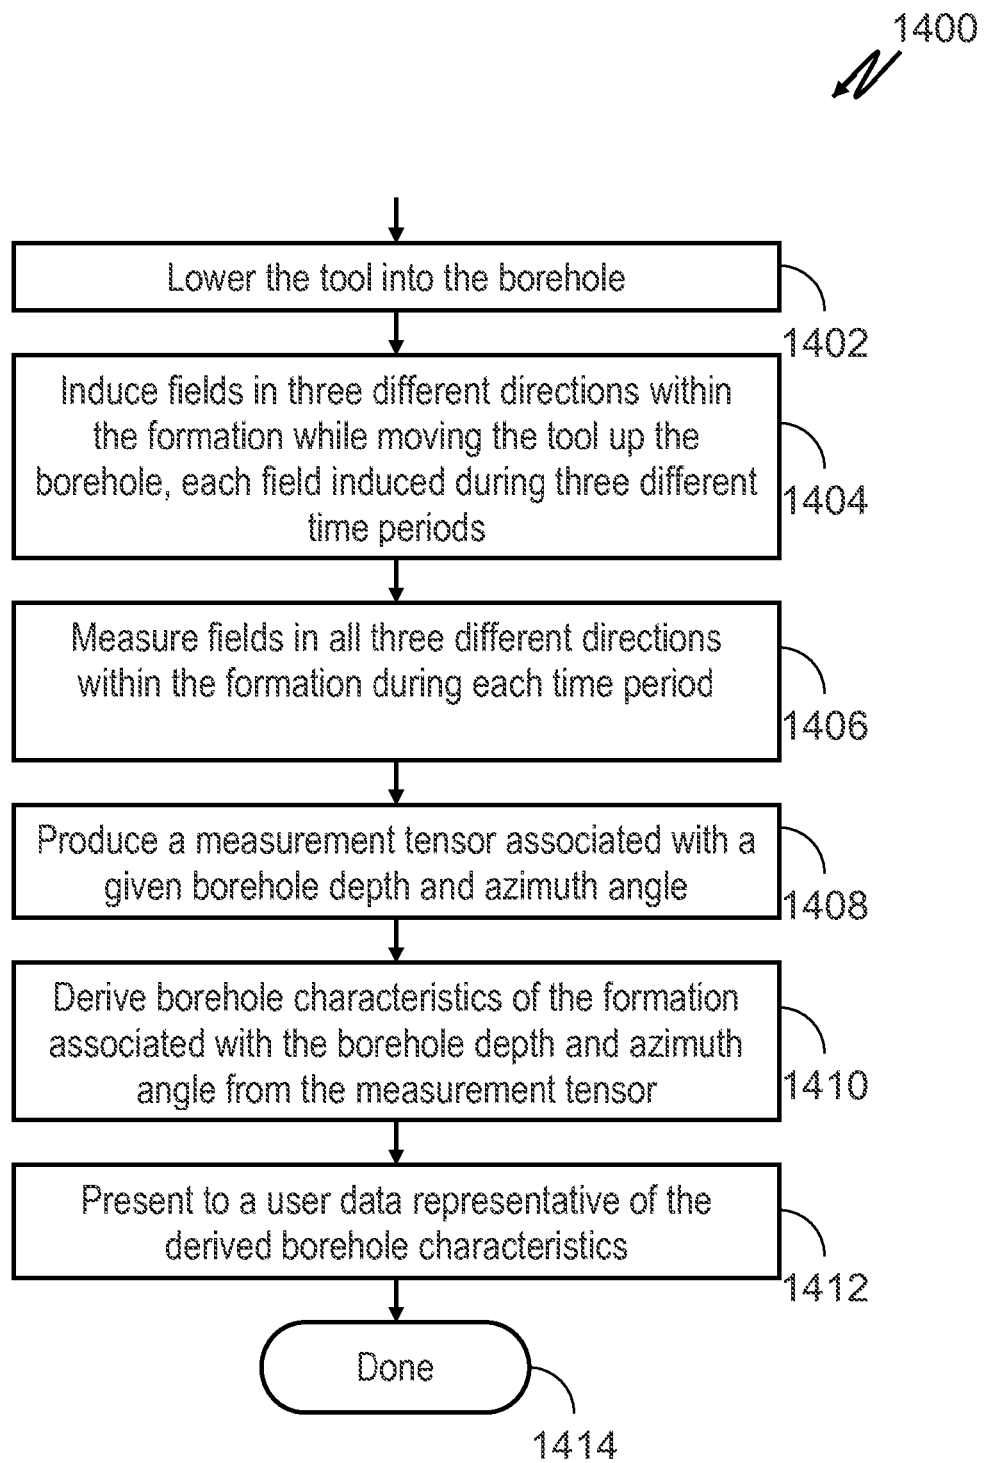 1400
Lower the tool into the borehole
1402
Induce fields in three different directions within
the formation while moving the tool up the
borehole, each field induced during three different
time periods
1404
Measure fields in all three different directions
within the formation during each time period
1406
Produce a measurement tensor associated with a
given borehole depth and azimuth angle
1408
Derive borehole characteristics of the formation
associated with the borehole depth and azimuth
angle from the measurement tensor
1410
Present to a user data representative of the
derived borehole characteristics
1412
Done
1414